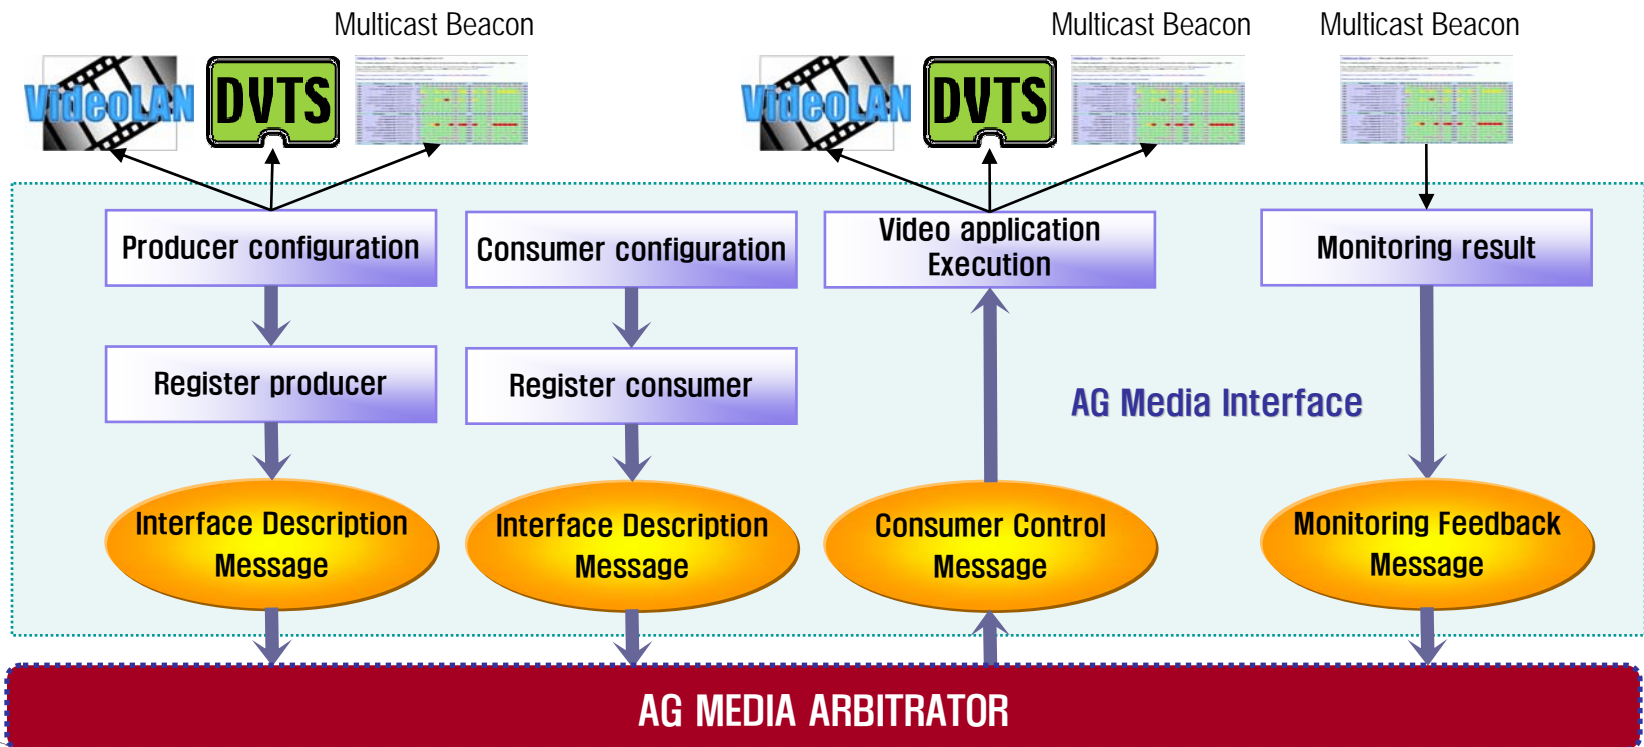 Multicast Beacon
Multicast Beacon
Multicast Beacon
VideoLAN
DVTS
VideoLAN
DVTS
Producer configuration
Consumer configuration
Video application
Execution
Monitoring result
Register producer
Register consumer
AG Media Interface
Interface Description
Message
Interface Description
Message
Consumer Control
Message
Monitoring Feedback
Message
AG MEDIA ARBITRATOR